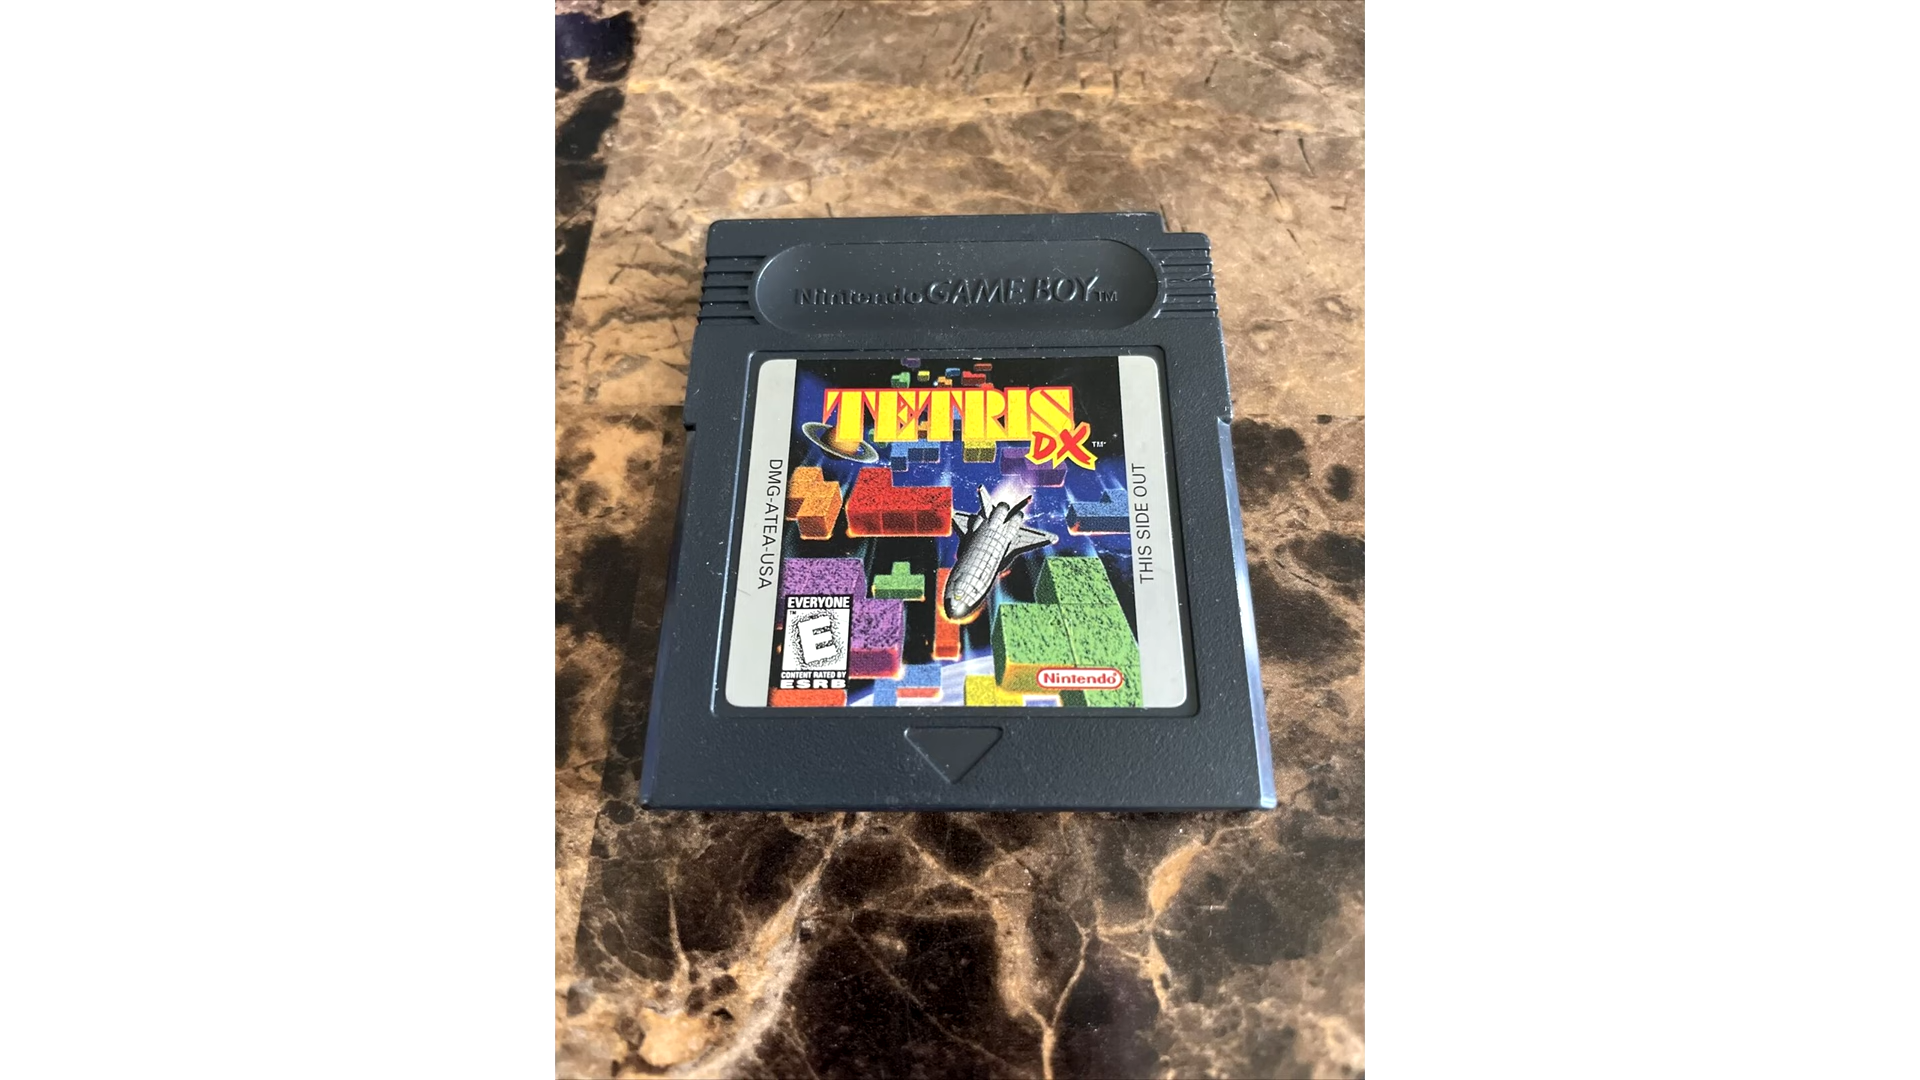 Nintendo GAME BOY TM
TETRIS
DX TM
DMG-ATEA-USA
THIS SIDE OUT
EVERYONE
TM
E
CONTENT RATED BY
ESRB
Nintendo®